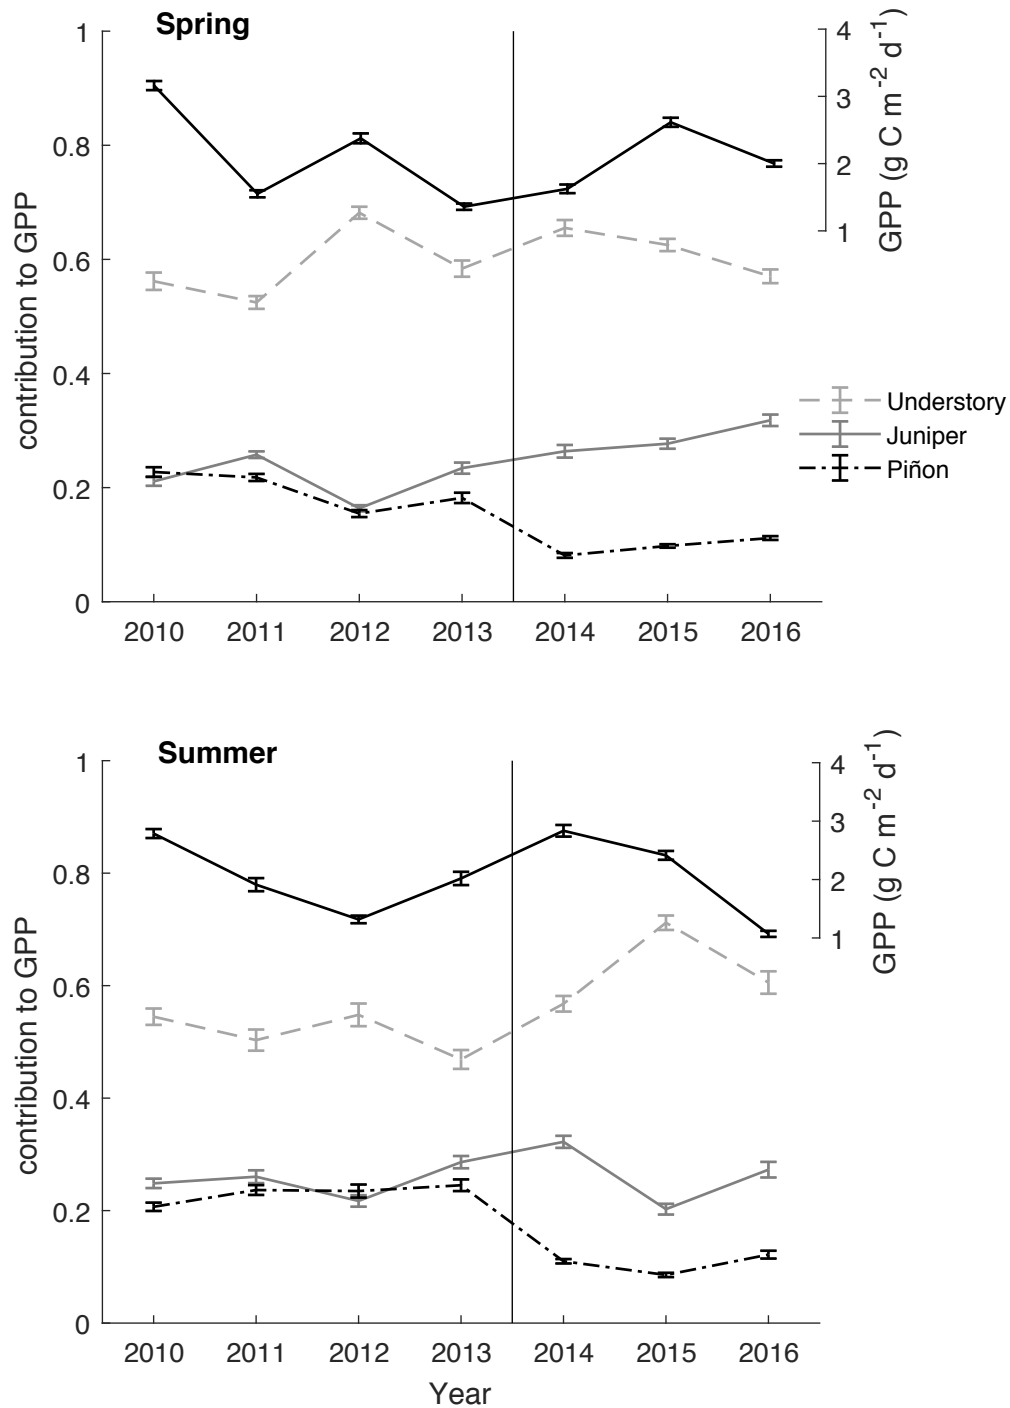 Spring
1
0.8
0.6
0.4
0.2
0
contribution to GPP
4
3
2
1
GPP (g C m-2 d-1)
Understory
Juniper
Piñon
2010 2011 2012 2013 2014 2015 2016
Summer
1
0.8
0.6
0.4
0.2
0
contribution to GPP
4
3
2
1
GPP (g C m-2 d-1)
2010 2011 2012 2013 2014 2015 2016
Year